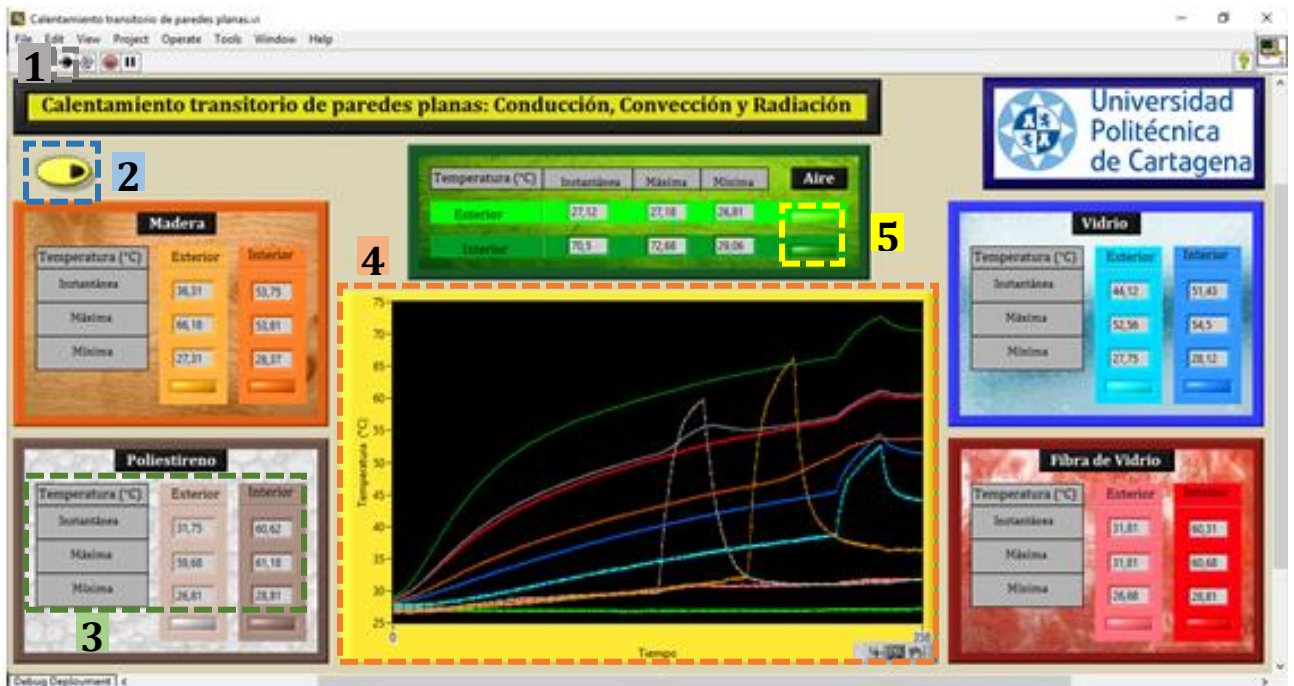 Calentamiento transitorio de paredes planas.vi
File Edit View Project Operate Tools Window Help
1
Calentamiento transitorio de paredes planas: Conducción, Convección y Radiación
Universidad
Politécnica
de Cartagena
2
Temperatura (°C) Instantánea Máxima Mínima Aire
Exterior 27,12 27,18 26,81
Interior 70,5 72,68 29,06
5
Madera
Temperatura (°C) Exterior Interior
Instantánea 36,31 53,75
Máxima 66,18 53,81
Mínima 27,31 28,37
4
Vidrio
Temperatura (°C) Exterior Interior
Instantánea 44,12 51,43
Máxima 52,56 54,5
Mínima 27,75 28,12
75
70
65
60
55
50
45
40
35
30
25
Temperatura (°C)
0
Tiempo
Poliestireno
Temperatura (°C) Exterior Interior
Instantánea 31,75 60,62
Máxima 59,68 61,18
Mínima 26,81 28,81
3
Fibra de Vidrio
Temperatura (°C) Exterior
Instantánea 31,81 60,31
Máxima 31,81 60,68
Mínima 26,68 28,81
Debug Deployment